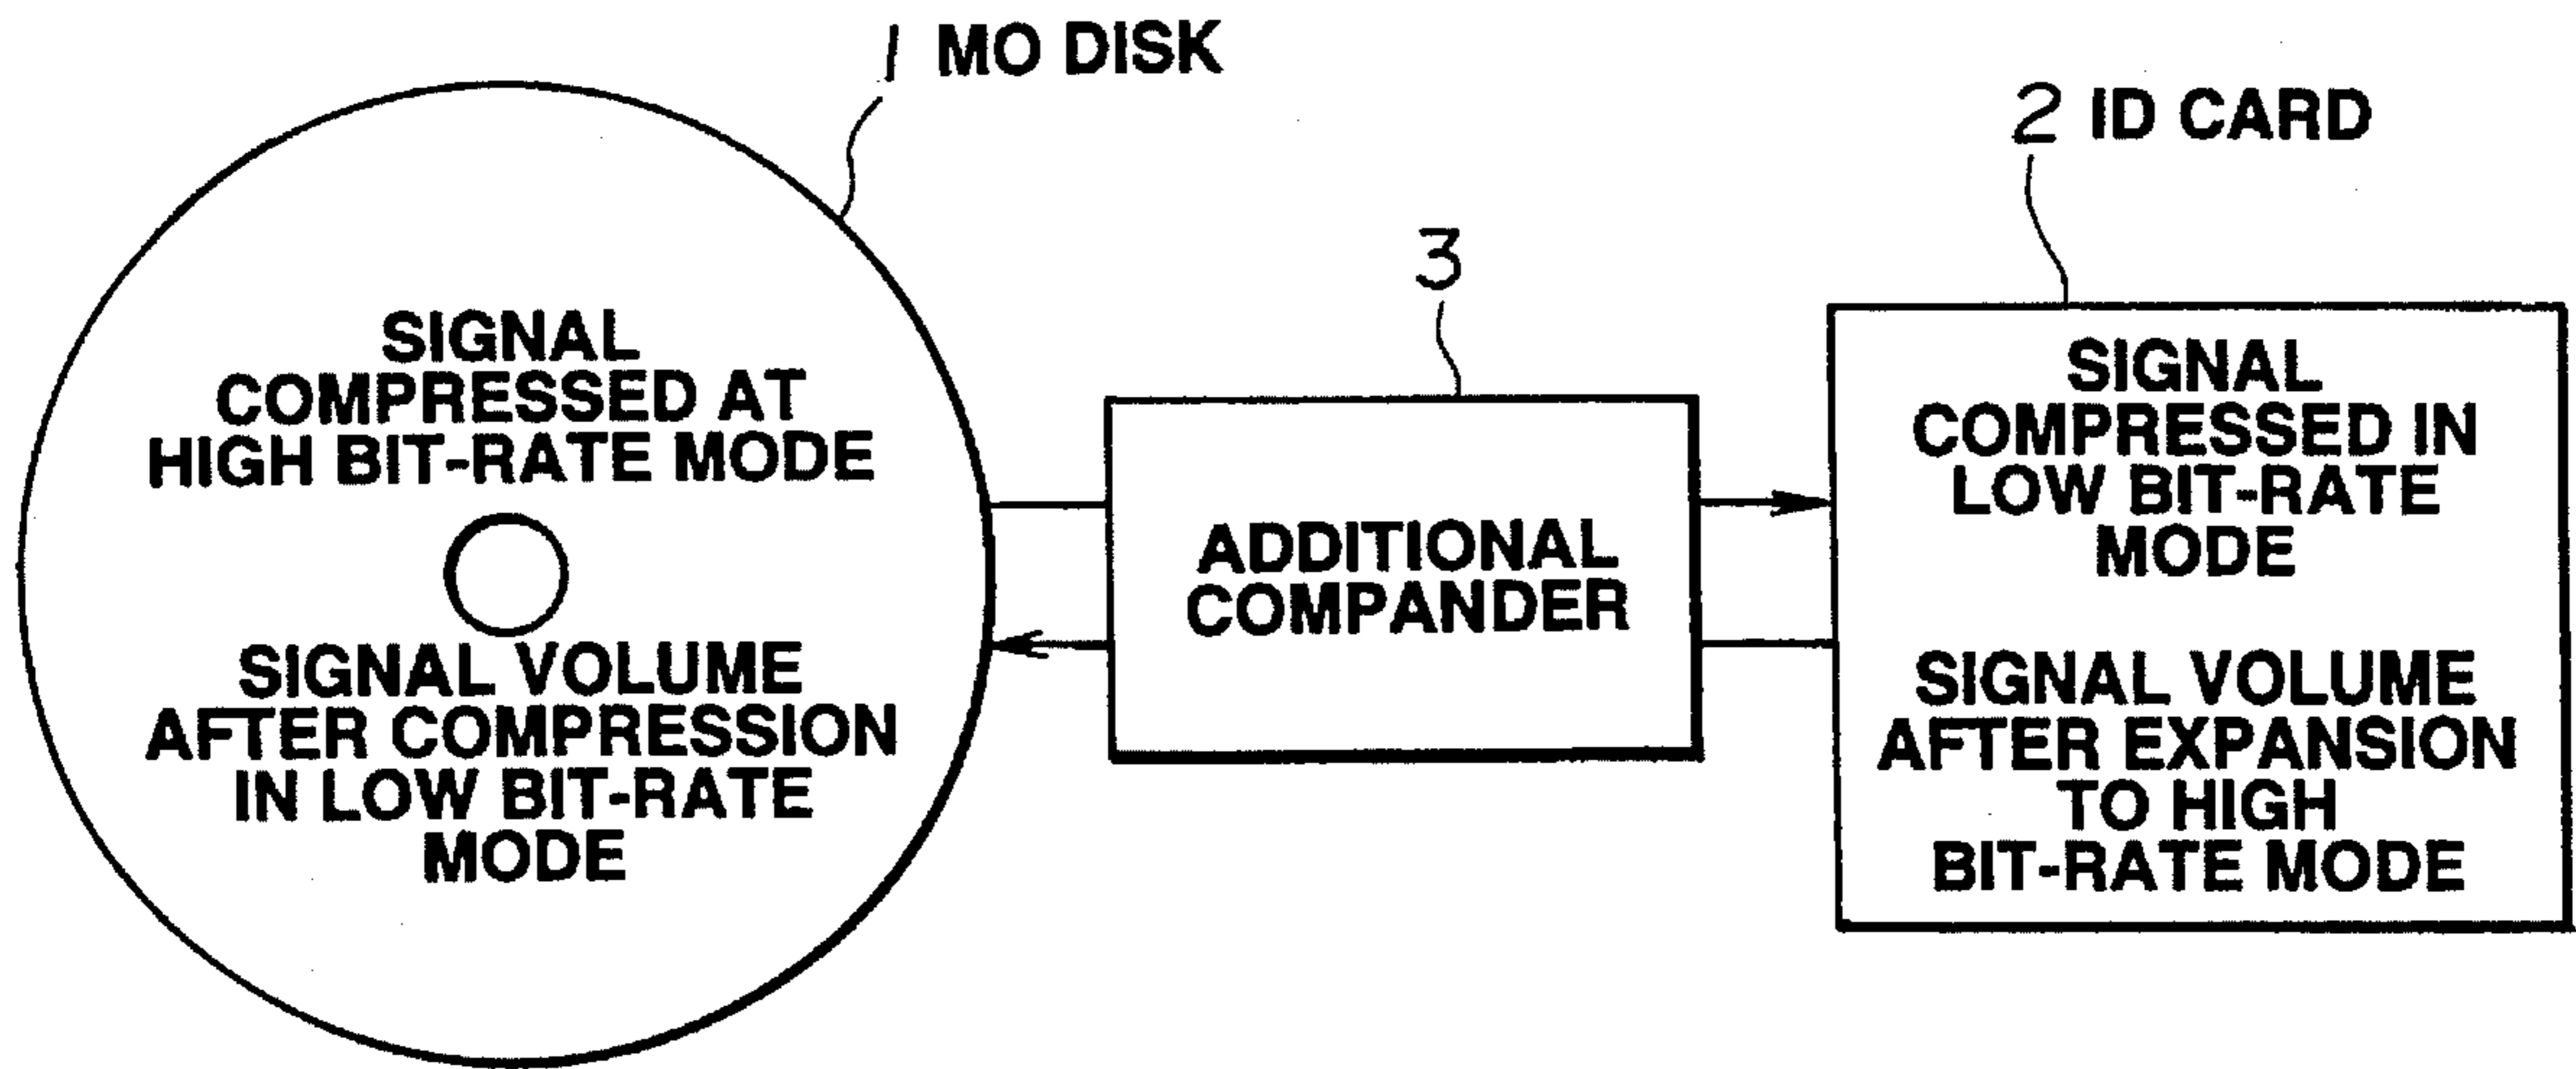 1 MO DISK
2 ID CARD
3
SIGNAL
COMPRESSED AT
HIGH BIT-RATE MODE
SIGNAL VOLUME
AFTER COMPRESSION
IN LOW BIT-RATE
MODE
ADDITIONAL
COMPANDER
SIGNAL
COMPRESSED IN
LOW BIT-RATE
MODE
SIGNAL VOLUME
AFTER EXPANSION
TO HIGH
BIT-RATE MODE